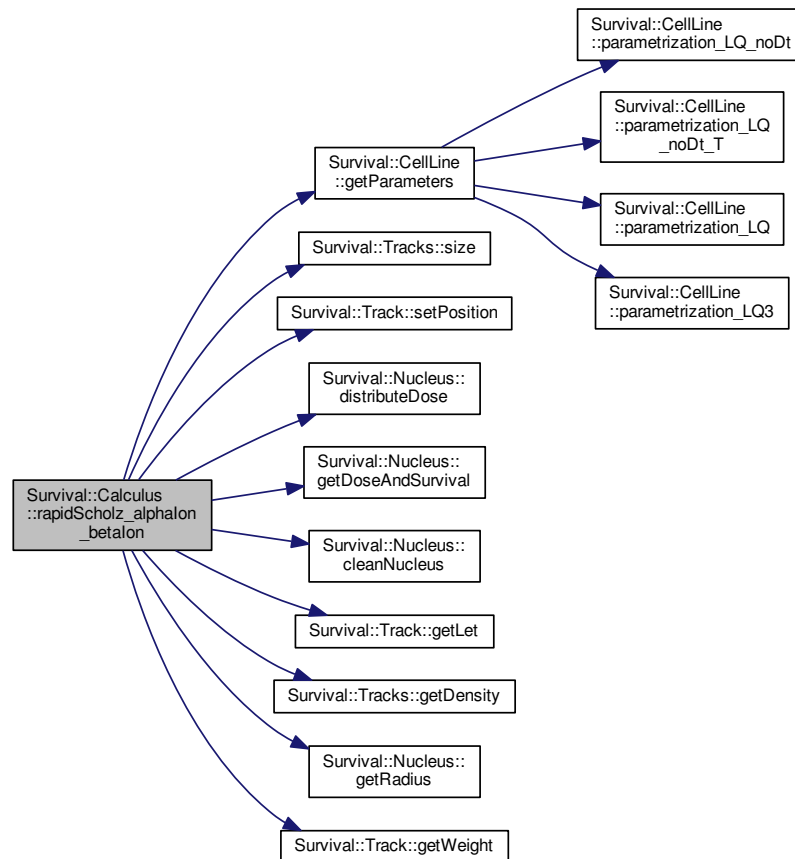 Survival::CellLine
::parametrization_LQ_noDt
Survival::CellLine
::parametrization_LQ
_noDt_T
Survival::CellLine
::getParameters
Survival::CellLine
::parametrization_LQ
Survival::Tracks::size
Survival::CellLine
::parametrization_LQ3
Survival::Track::setPosition
Survival::Nucleus::
distributeDose
Survival::Nucleus::
getDoseAndSurvival
Survival::Calculus
::rapidScholz_alphaIon
_betaIon
Survival::Nucleus::
cleanNucleus
Survival::Track::getLet
Survival::Tracks::getDensity
Survival::Nucleus::
getRadius
Survival::Track::getWeight